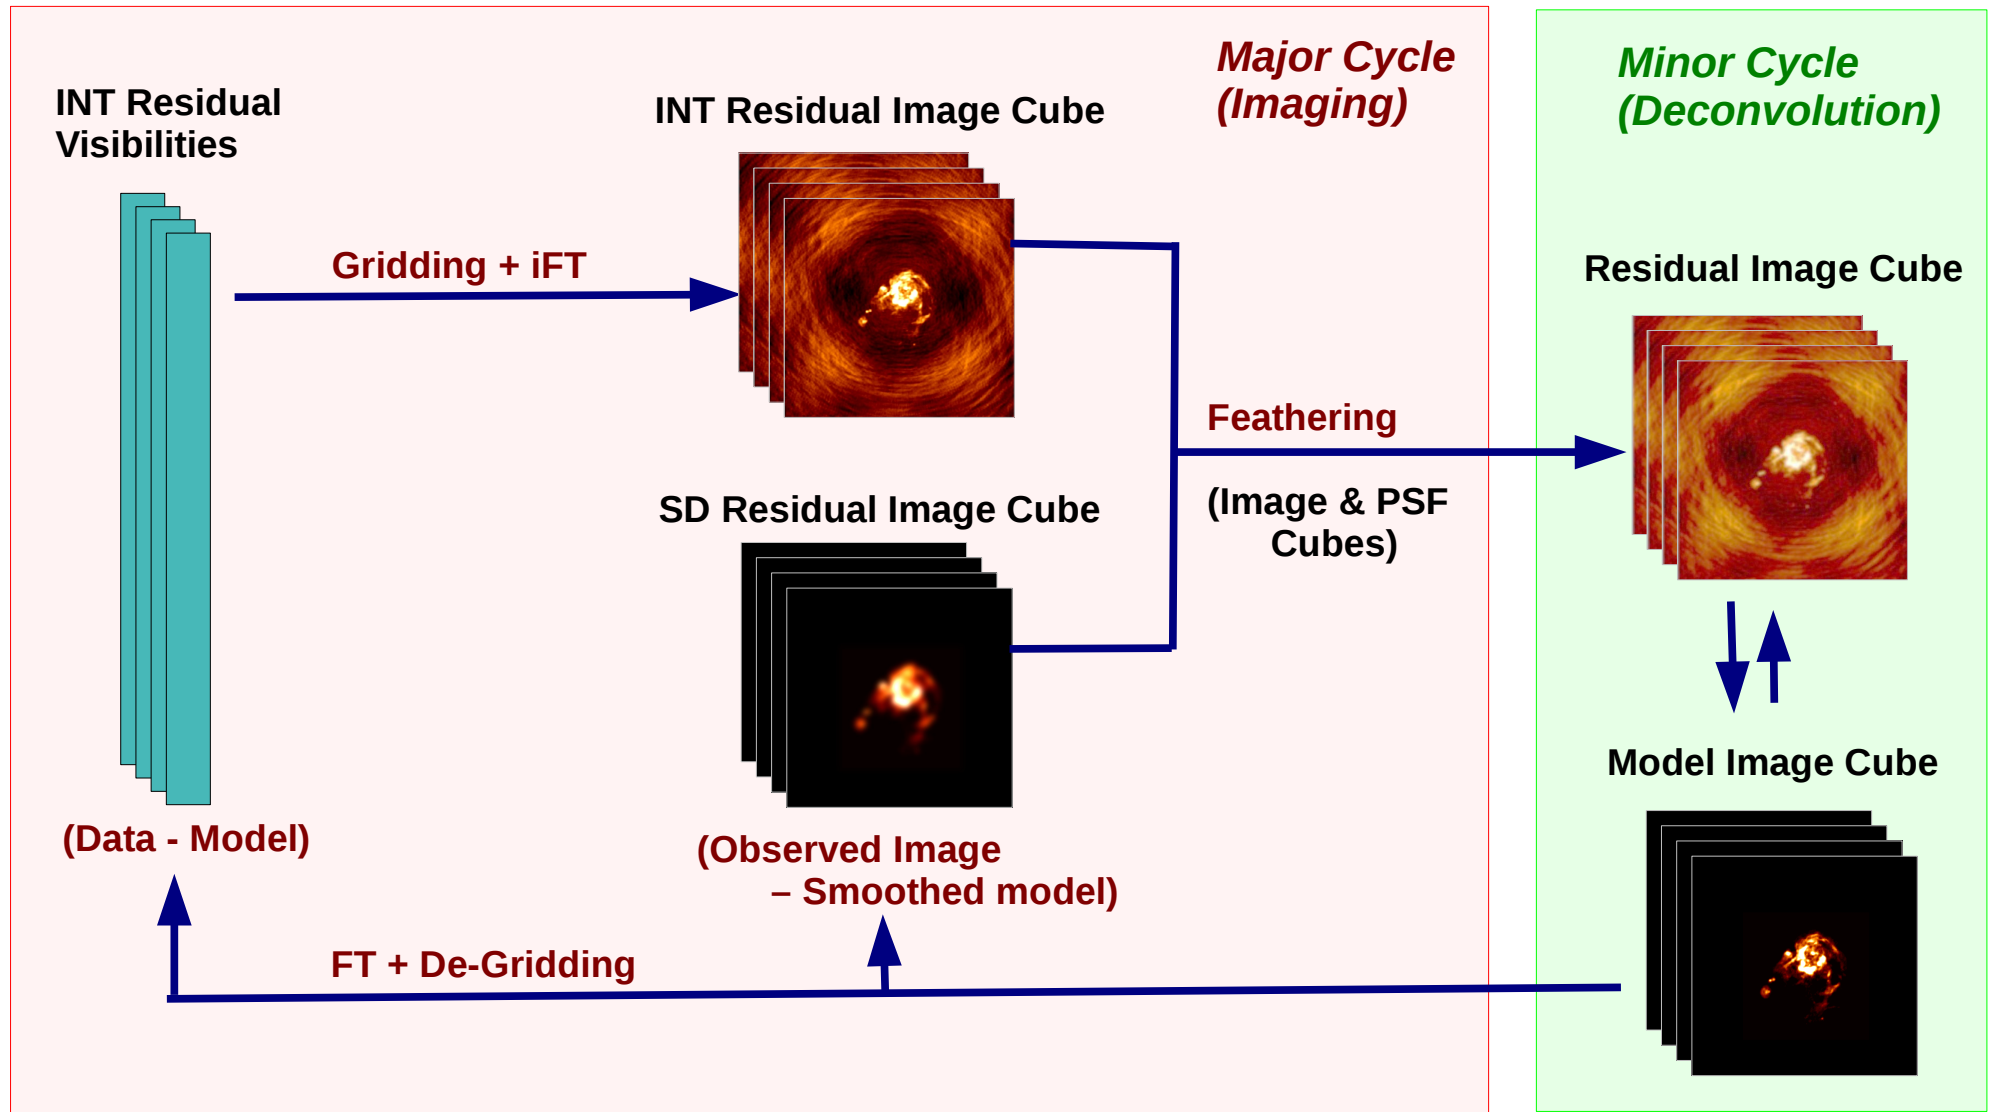 Major Cycle
(Imaging)
Minor Cycle
(Deconvolution)
INT Residual
Visibilities
INT Residual Image Cube
Gridding + iFT
Residual Image Cube
Feathering
(Image & PSF
Cubes)
SD Residual Image Cube
Model Image Cube
(Data - Model)
(Observed Image
– Smoothed model)
FT + De-Gridding